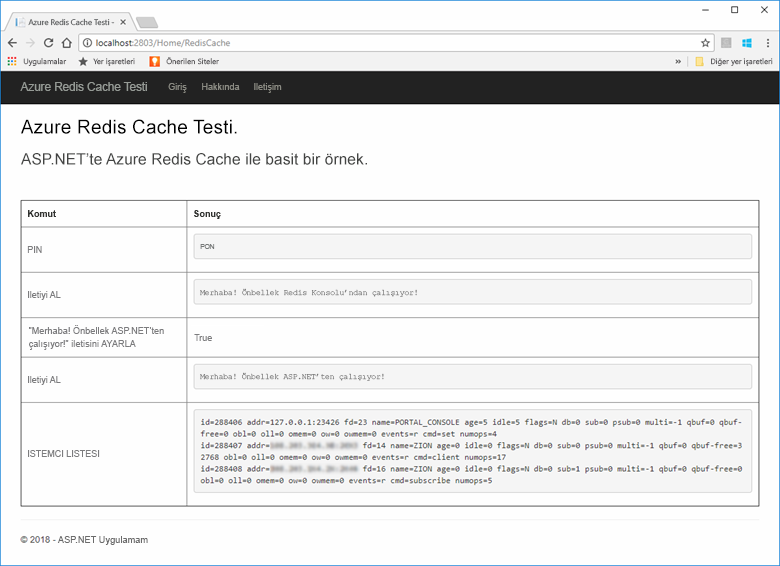 Azure Redis Cache Testi -
localhost:2803/Home/RedisCache
Uygulamalar Yer işaretleri Önerilen Siteler » Diğer yer işaretleri
Azure Redis Cache Testi Giriş Hakkında Iletişim
Azure Redis Cache Testi.
ASP.NET'te Azure Redis Cache ile basit bir örnek.
Komut Sonuç
PIN PON
Iletiyi AL Merhaba! Önbellek Redis Konsolu'ndan çalışıyor!
"Merhaba! Önbellek ASP.NET'ten
çalışıyor!" iletisini AYARLA True
Iletiyi AL Merhaba! Önbellek ASP.NET'ten çalışıyor!
ISTEMCI LISTESI
id=288406 addr=127.0.0.1:23426 fd=23 name=PORTAL_CONSOLE age=5 idle=5 flags=N db=0 sub=0 psub=0 multi=-1 qbuf=0 qbuf-
free=0 obl=0 oll=0 omem=0 ow=0 owmem=0 events=r cmd=set numops=4
id=288407 addr= fd=14 name=ZION age=0 idle=0 flags=N db=0 sub=0 psub=0 multi=-1 qbuf=0 qbuf-free=3
2768 obl=0 oll=0 omem=0 ow=0 owmem=0 events=r cmd=client numops=17
id=288408 addr= fd=16 name=ZION age=0 idle=0 flags=N db=0 sub=1 psub=0 multi=-1 qbuf=0 qbuf-free=0
obl=0 oll=0 omem=0 ow=0 owmem=0 events=r cmd=subscribe numops=5
© 2018 - ASP.NET Uygulamam